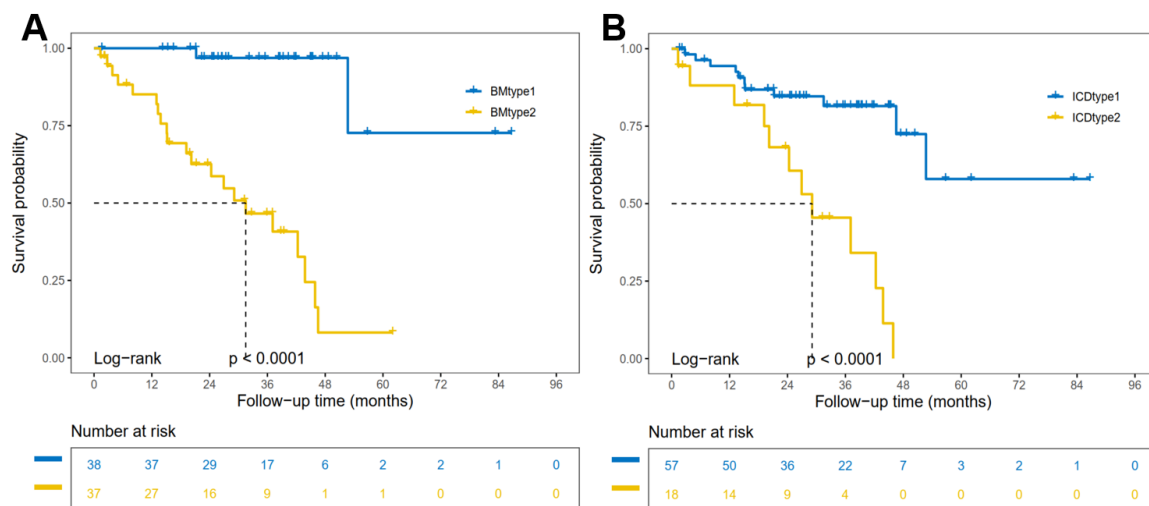 A
Survival probability
1.00
0.75
0.50
0.25
0.00
BMtype1
BMtype2
Log-rank
p < 0.0001
0 12 24 36 48 60 72 84 96
Follow-up time (months)
Number at risk
38 37 29 17 6 2 2 1 0
37 27 16 9 1 1 0 0 0
B
Survival probability
1.00
0.75
0.50
0.25
0.00
ICDtype1
ICDtype2
Log-rank
p < 0.0001
0 12 24 36 48 60 72 84 96
Follow-up time (months)
Number at risk
57 50 36 22 7 3 2 1 0
18 14 9 4 0 0 0 0 0